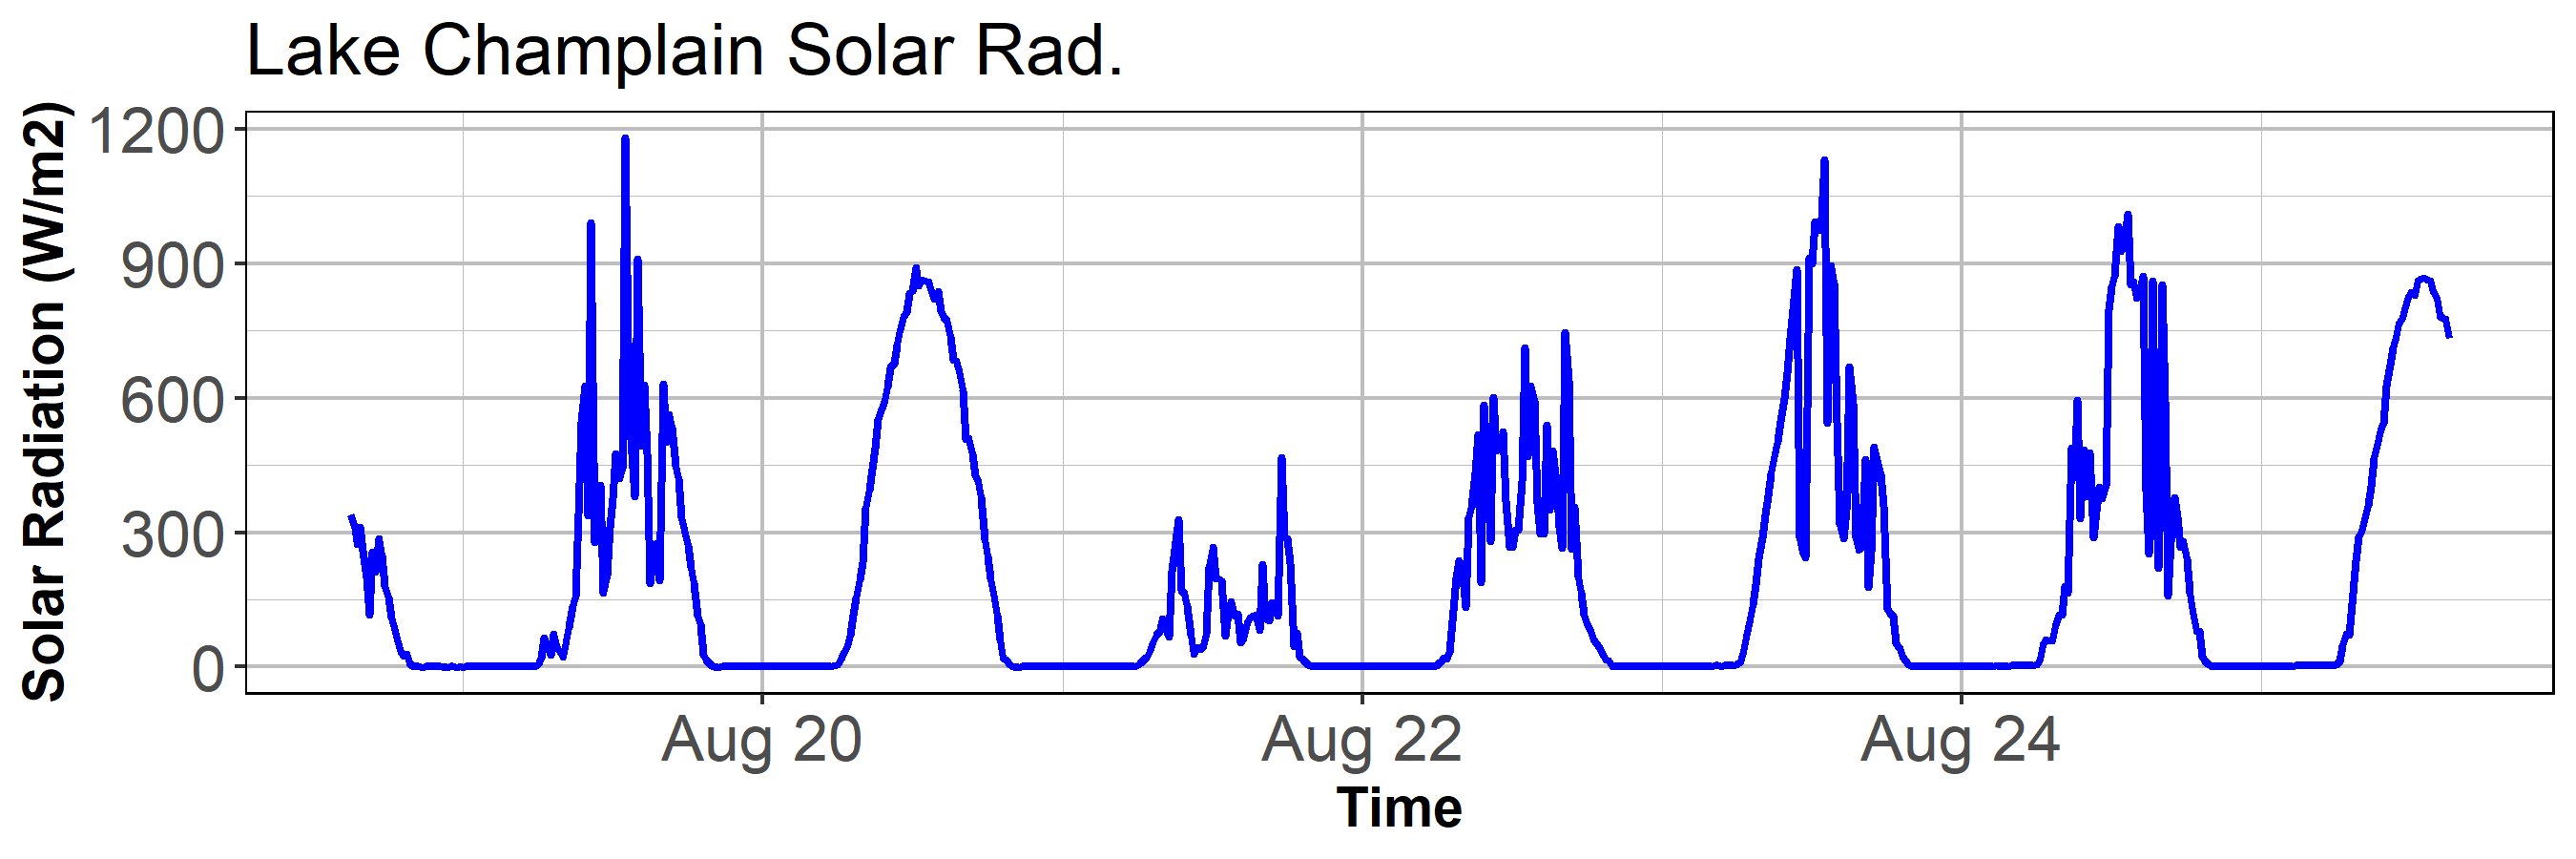 Lake Champlain Solar Rad.
Solar Radiation (W/m2)
1200
900
600
300
0
Aug 20
Aug 22
Aug 24
Time